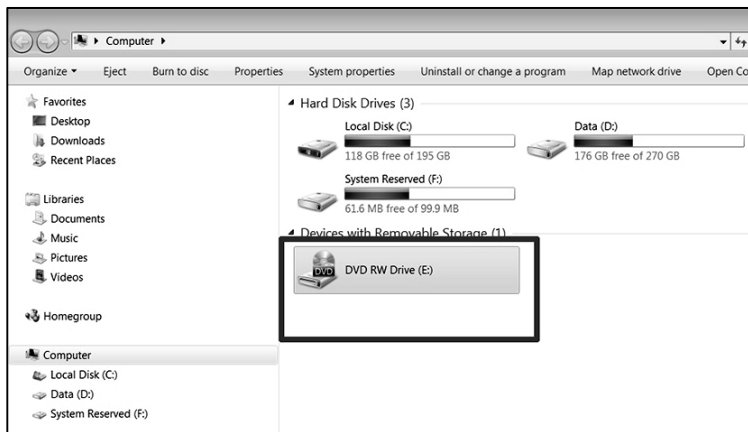 Computer
Organize Eject Burn to disc Properties System properties Uninstall or change a program Map network drive Open Co
Favorites
Desktop
Downloads
Recent Places
Libraries
Documents
Music
Pictures
Videos
Homegroup
Computer
Local Disk (C:)
Data (D:)
System Reserved (F:)
Hard Disk Drives (3)
Local Disk (C:)
118 GB free of 195 GB
Data (D:)
176 GB free of 270 GB
System Reserved (F:)
61.6 MB free of 99.9 MB
Devices with Removable Storage (1)
DVD
DVD RW Drive (E:)